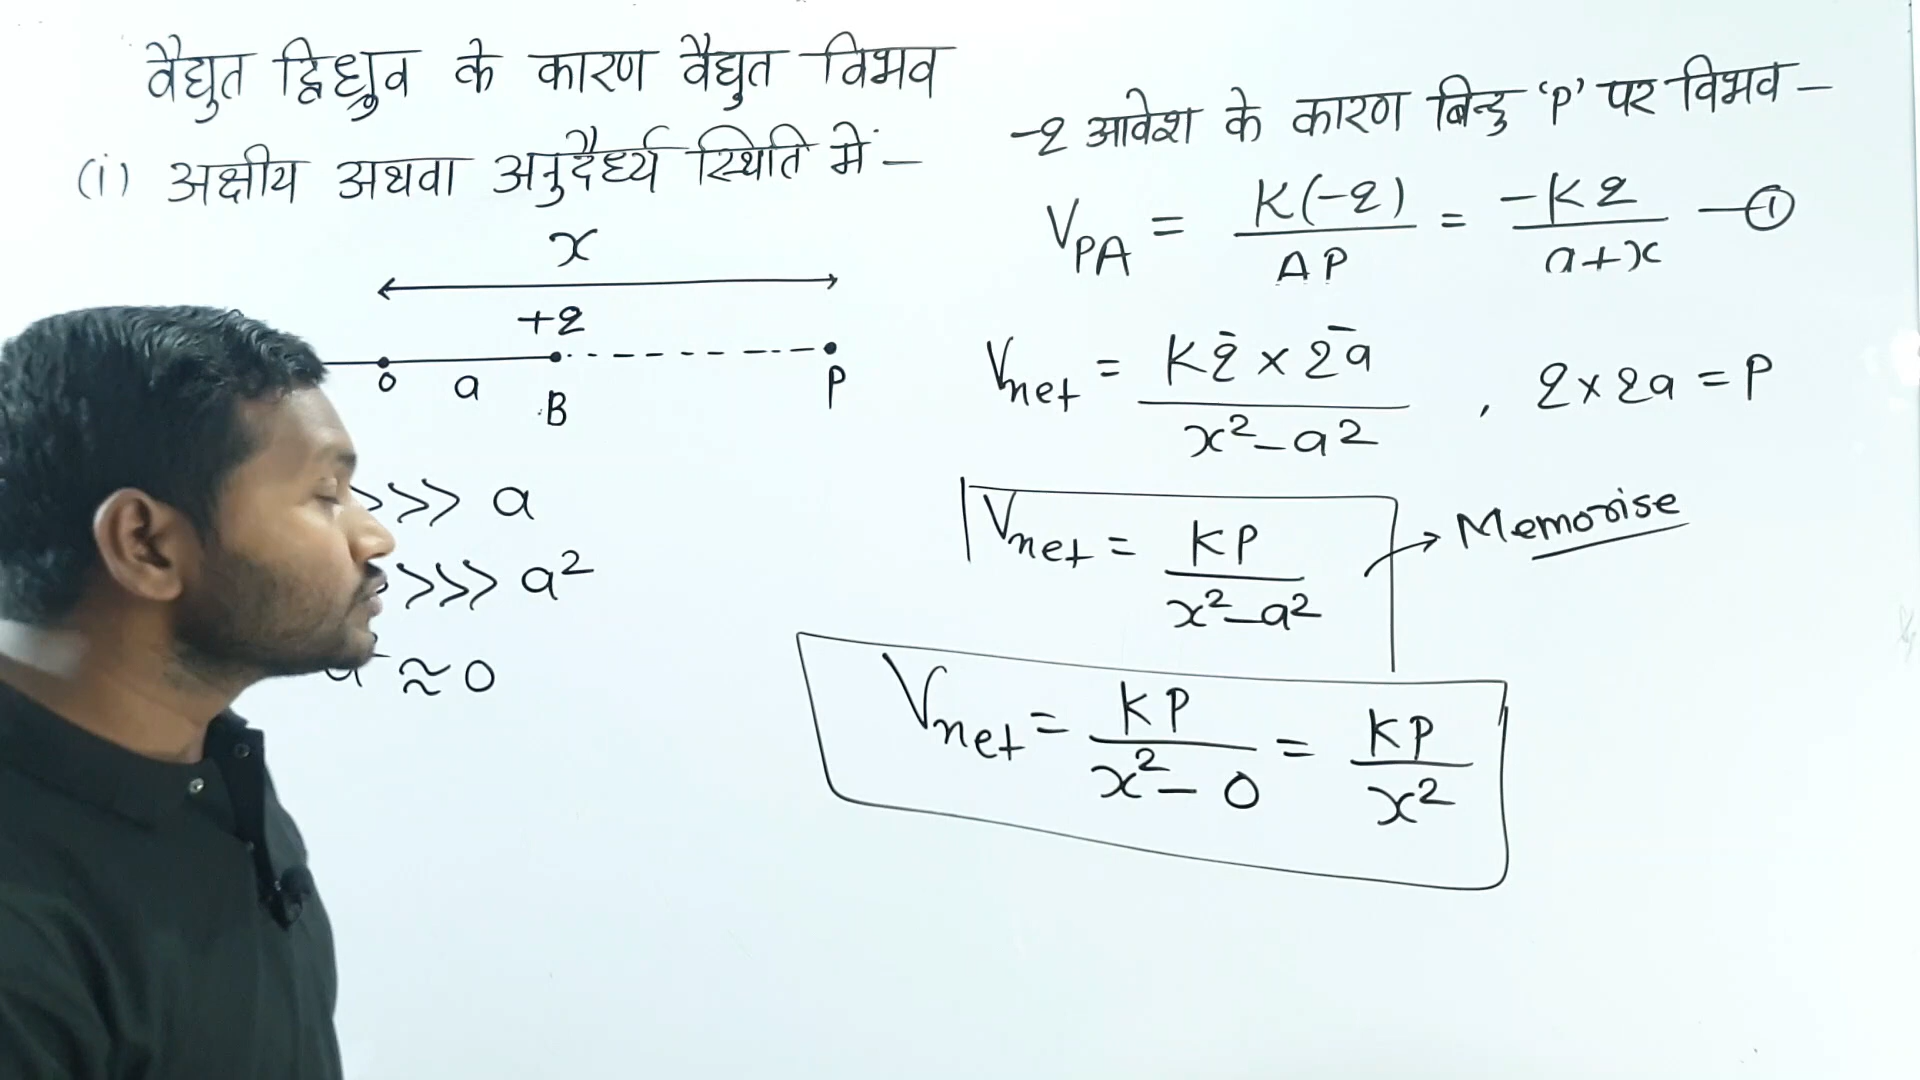 वैद्युत द्विध्रुव के कारण वैद्युत विभव
(i) अक्षीय अथवा अनुदैर्ध्य स्थिति में –
x
+q
o a B P
>>> a
>>>> a²
≈ 0
-q आवेश के कारण बिन्दु 'P' पर विभव –
V_PA = K(-q)/AP = -Kq/(a+x) —①
V_net = Kq × 2a/(x²-a²) , q × 2a = P
V_net = KP/(x²-a²) → Memorise
V_net = KP/(x²-0) = KP/x²